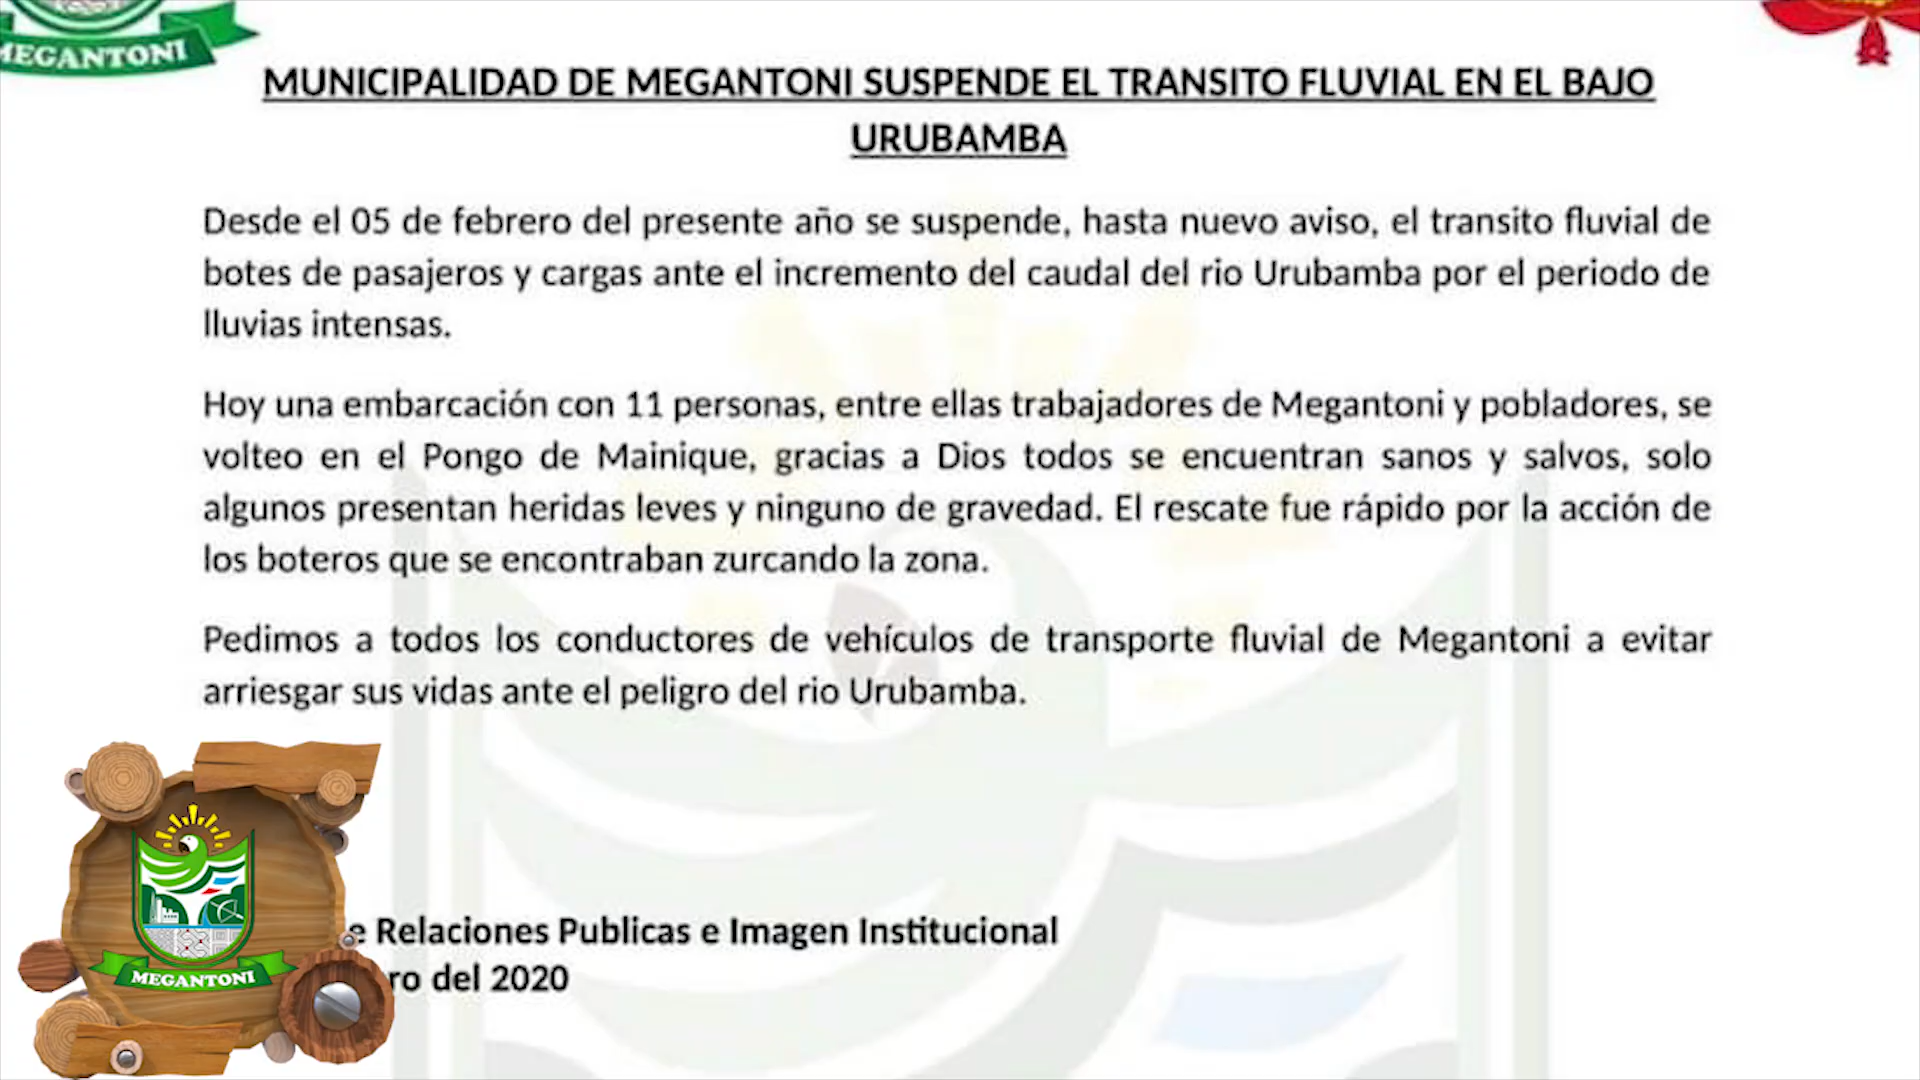 MEGANTONI
MUNICIPALIDAD DE MEGANTONI SUSPENDE EL TRANSITO FLUVIAL EN EL BAJO
URUBAMBA
Desde el 05 de febrero del presente año se suspende, hasta nuevo aviso, el transito fluvial de
botes de pasajeros y cargas ante el incremento del caudal del rio Urubamba por el periodo de
lluvias intensas.
Hoy una embarcación con 11 personas, entre ellas trabajadores de Megantoni y pobladores, se
volteo en el Pongo de Mainique, gracias a Dios todos se encuentran sanos y salvos, solo
algunos presentan heridas leves y ninguno de gravedad. El rescate fue rápido por la acción de
los boteros que se encontraban zurcando la zona.
Pedimos a todos los conductores de vehículos de transporte fluvial de Megantoni a evitar
arriesgar sus vidas ante el peligro del rio Urubamba.
e Relaciones Publicas e Imagen Institucional
ro del 2020
MEGANTONI